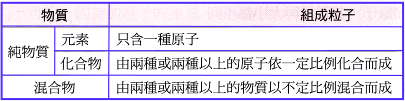 物質 組成粒子
純物質 元素 只含一種原子
化合物 由兩種或兩種以上的原子依一定比例化合而成
混合物 由兩種或兩種以上的物質以不定比例混合而成